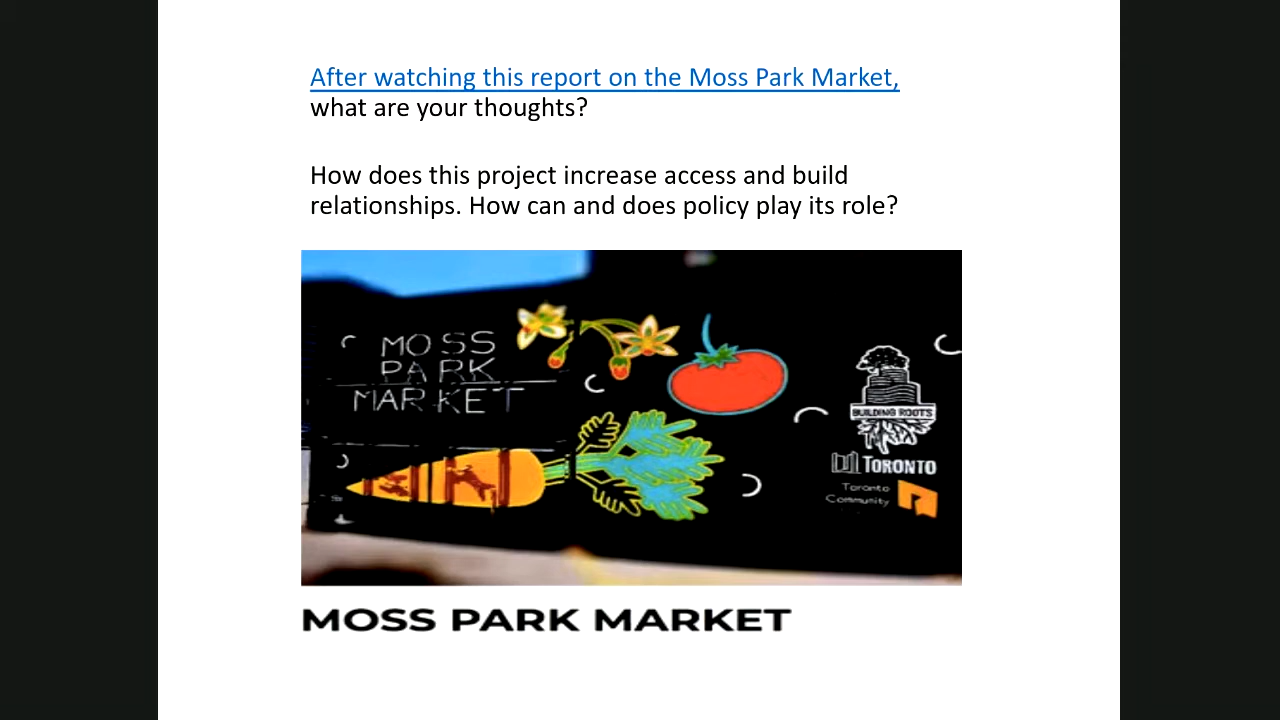 After watching this report on the Moss Park Market,
what are your thoughts?
How does this project increase access and build
relationships. How can and does policy play its role?
MOSS
PARK
MARKET
BUILDING ROOTS
TORONTO
Toronto
Community
MOSS PARK MARKET